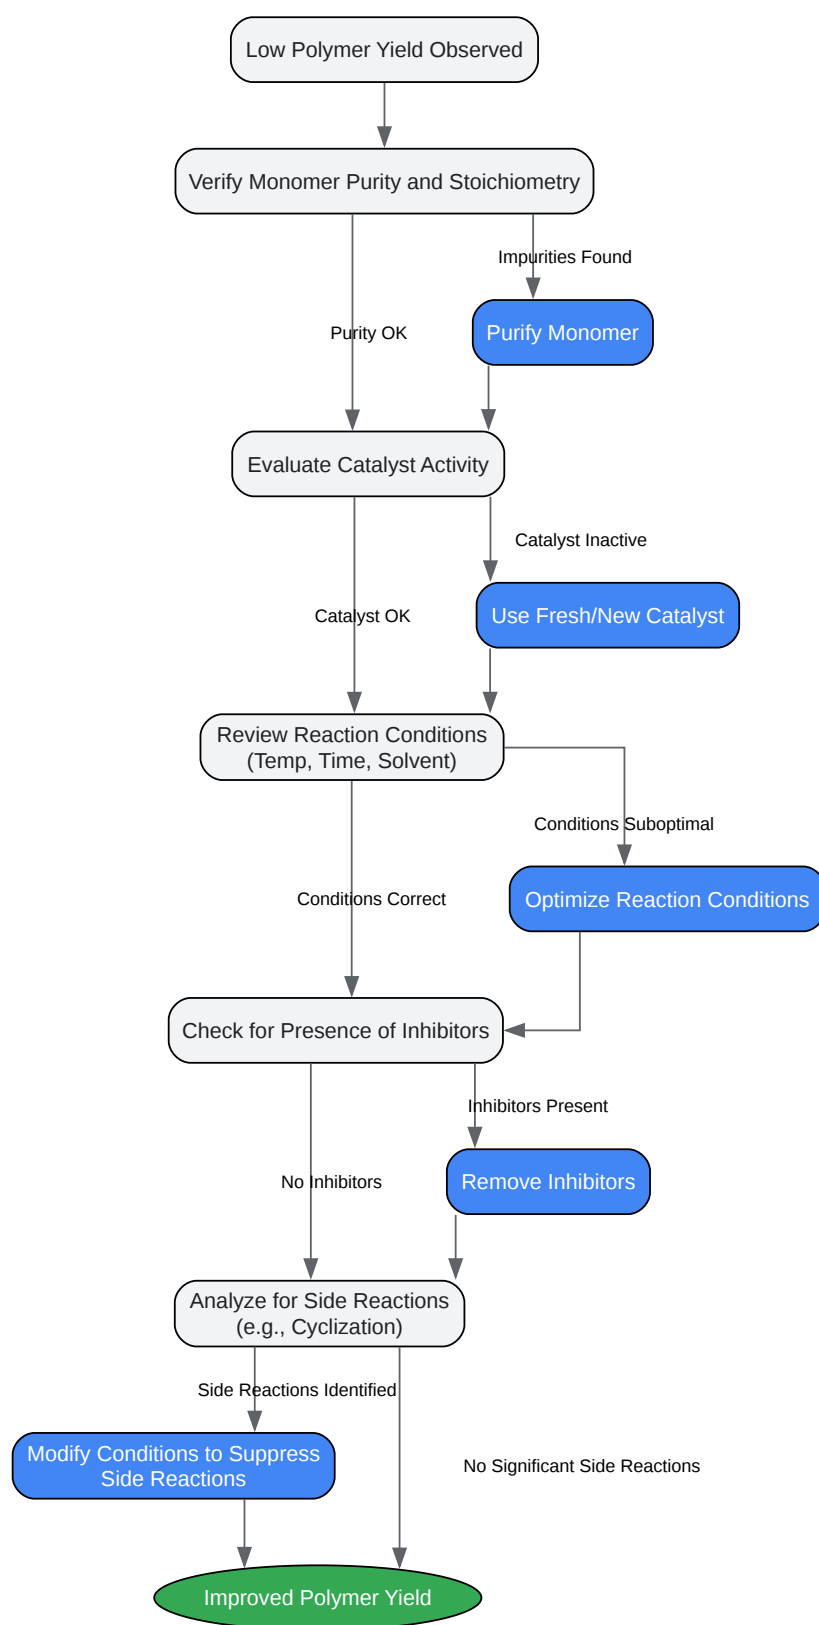 Low Polymer Yield Observed
Verify Monomer Purity and Stoichiometry
Impurities Found
Purity OK
Purify Monomer
Evaluate Catalyst Activity
Catalyst Inactive
Catalyst OK
Use Fresh/New Catalyst
Review Reaction Conditions
(Temp, Time, Solvent)
Conditions Suboptimal
Conditions Correct
Optimize Reaction Conditions
Check for Presence of Inhibitors
Inhibitors Present
No Inhibitors
Remove Inhibitors
Analyze for Side Reactions
(e.g., Cyclization)
Side Reactions Identified
Modify Conditions to Suppress
Side Reactions
No Significant Side Reactions
Improved Polymer Yield